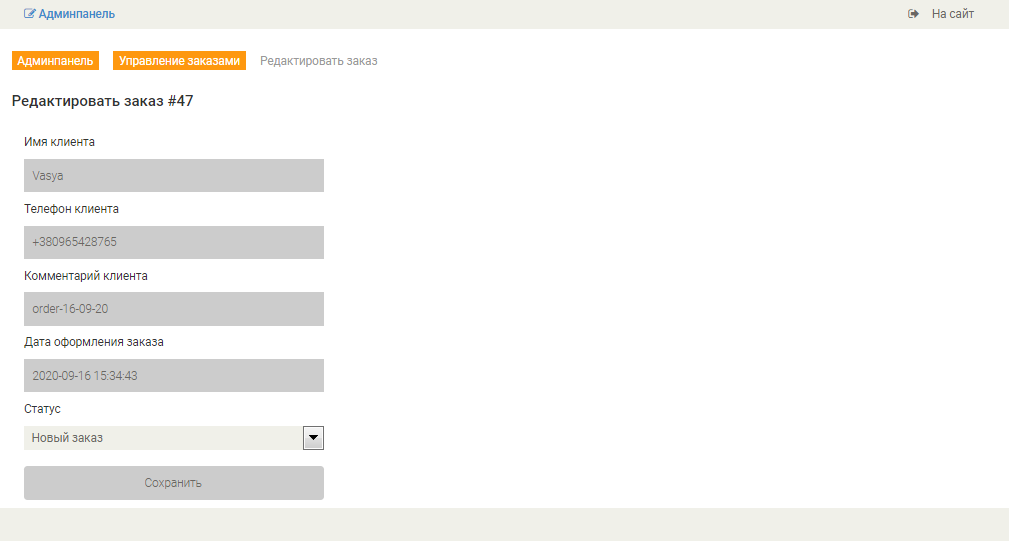 Админпанель На сайт
Админпанель Управление заказами Редактировать заказ
Редактировать заказ #47
Имя клиента
Vasya
Телефон клиента
+380965428765
Комментарий клиента
order-16-09-20
Дата оформления заказа
2020-09-16 15:34:43
Статус
Новый заказ
Сохранить